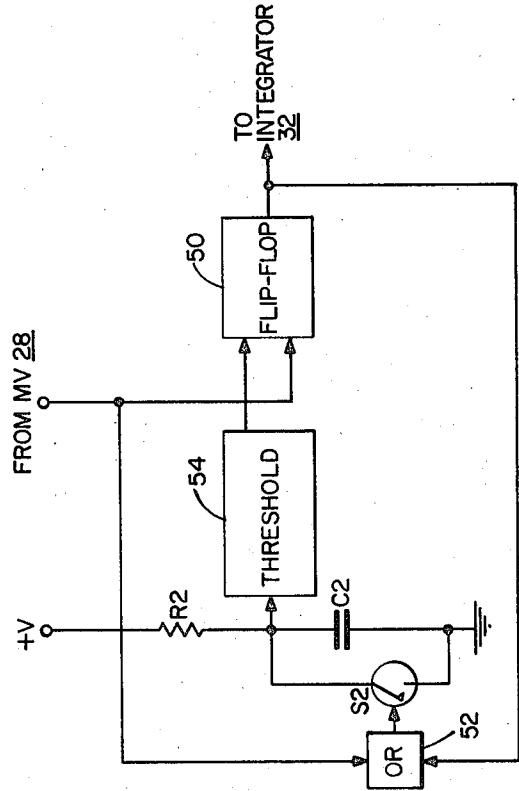 FROM MV 28
+V
R2
54
THRESHOLD
50
FLIP-FLOP
TO
INTEGRATOR
32
C2
S2
OR
52